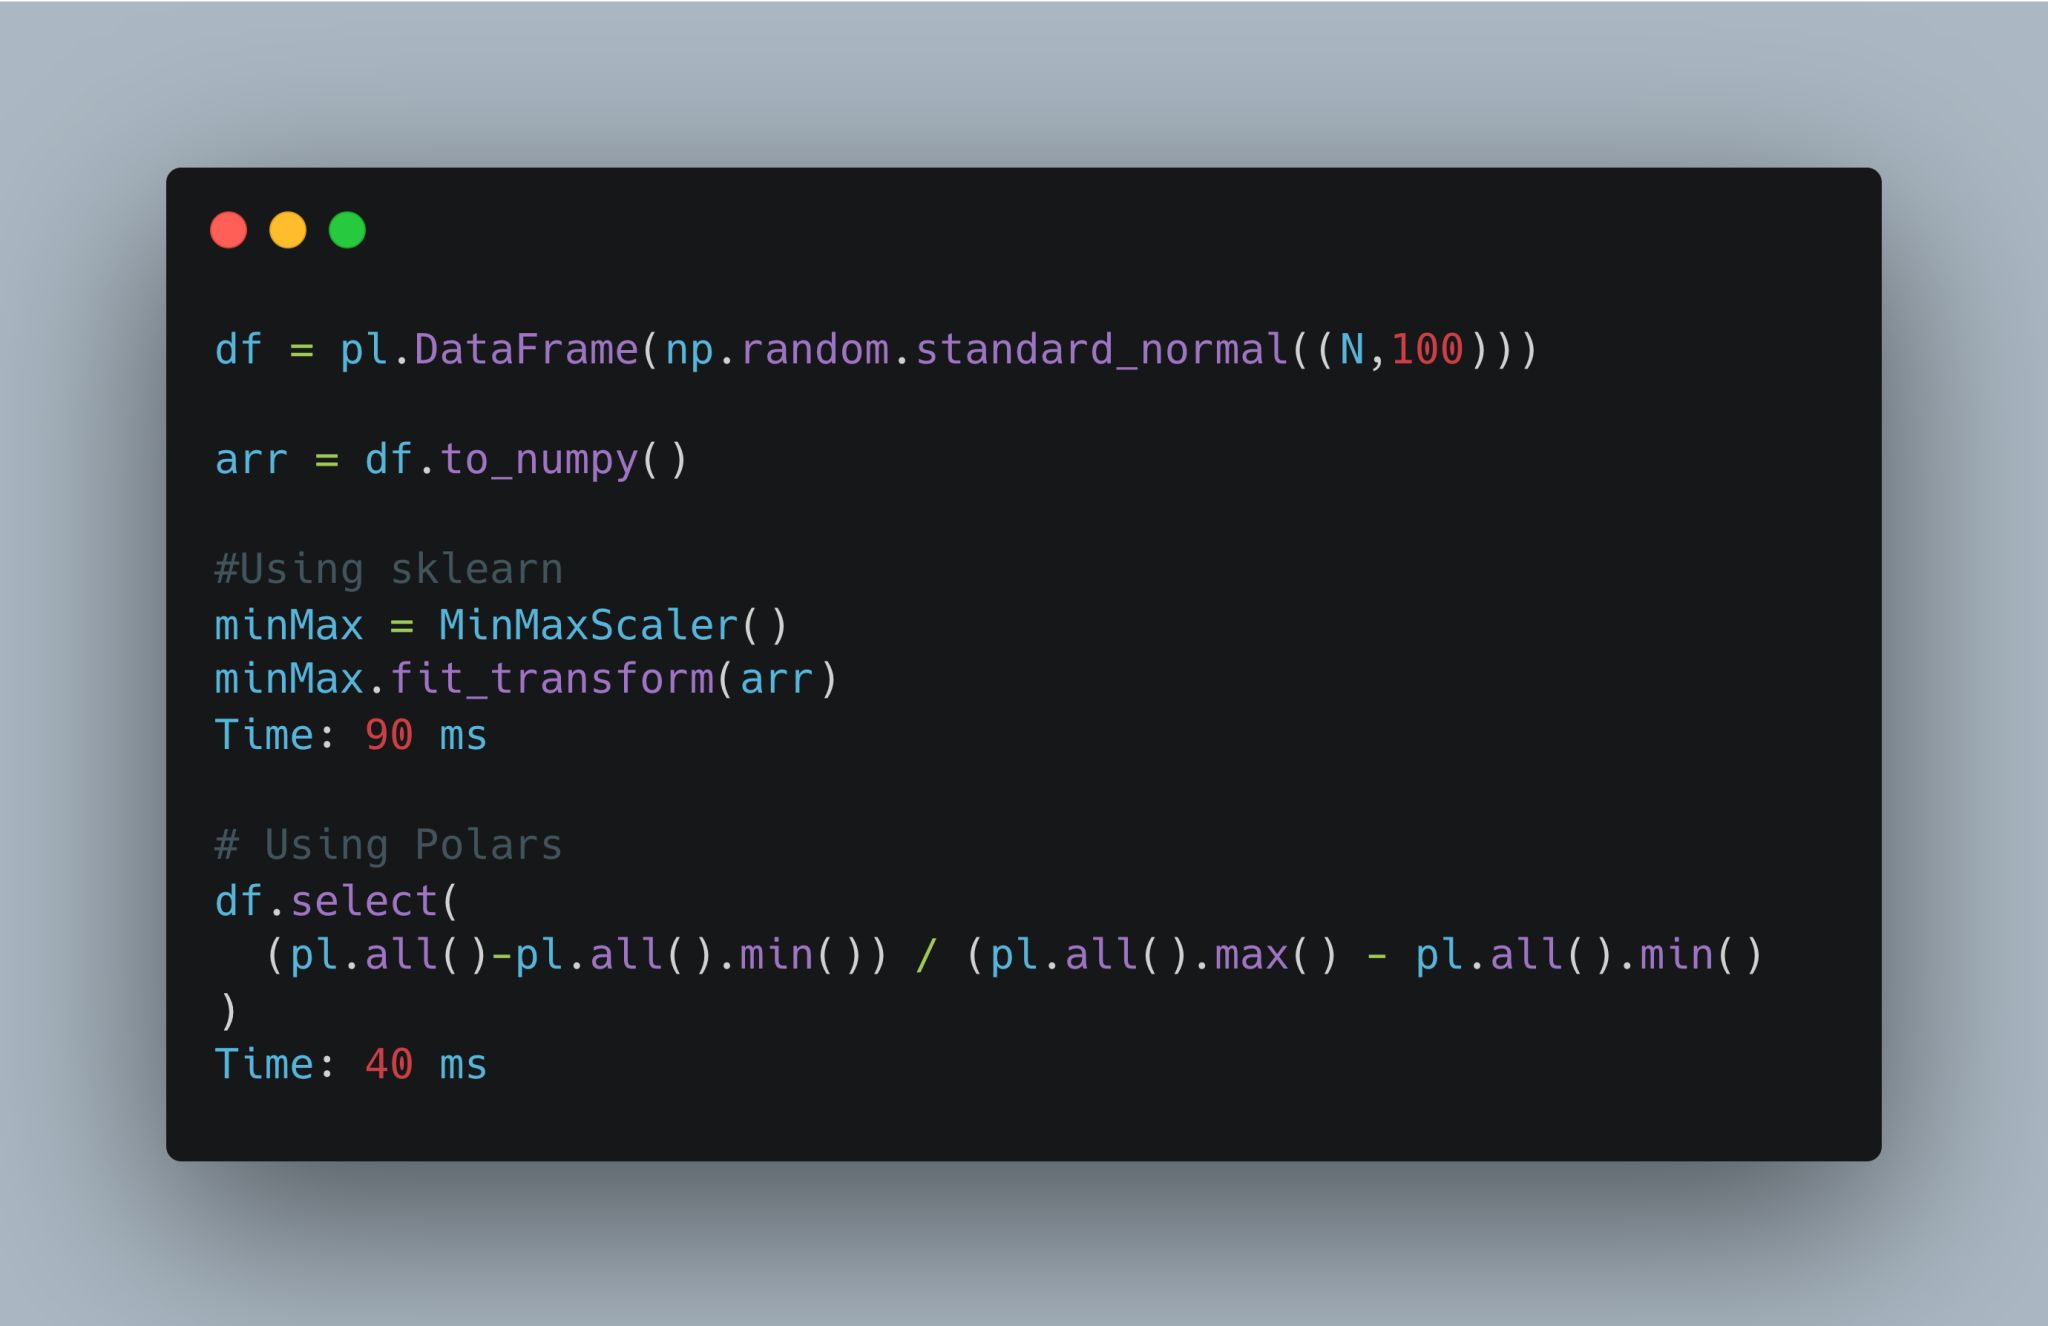 df = pl.DataFrame(np.random.standard_normal((N,100)))
arr = df.to_numpy()
#Using sklearn
minMax = MinMaxScaler()
minMax.fit_transform(arr)
Time: 90 ms
# Using Polars
df.select(
  (pl.all()-pl.all().min()) / (pl.all().max() - pl.all().min()
)
Time: 40 ms